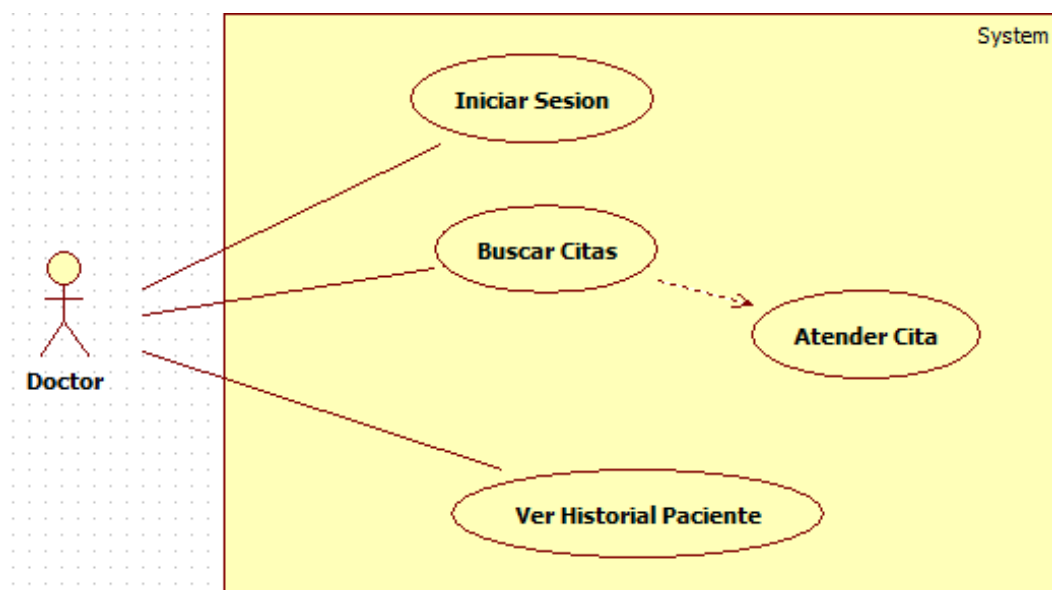 System
Iniciar Sesion
Buscar Citas
Atender Cita
Doctor
Ver Historial Paciente